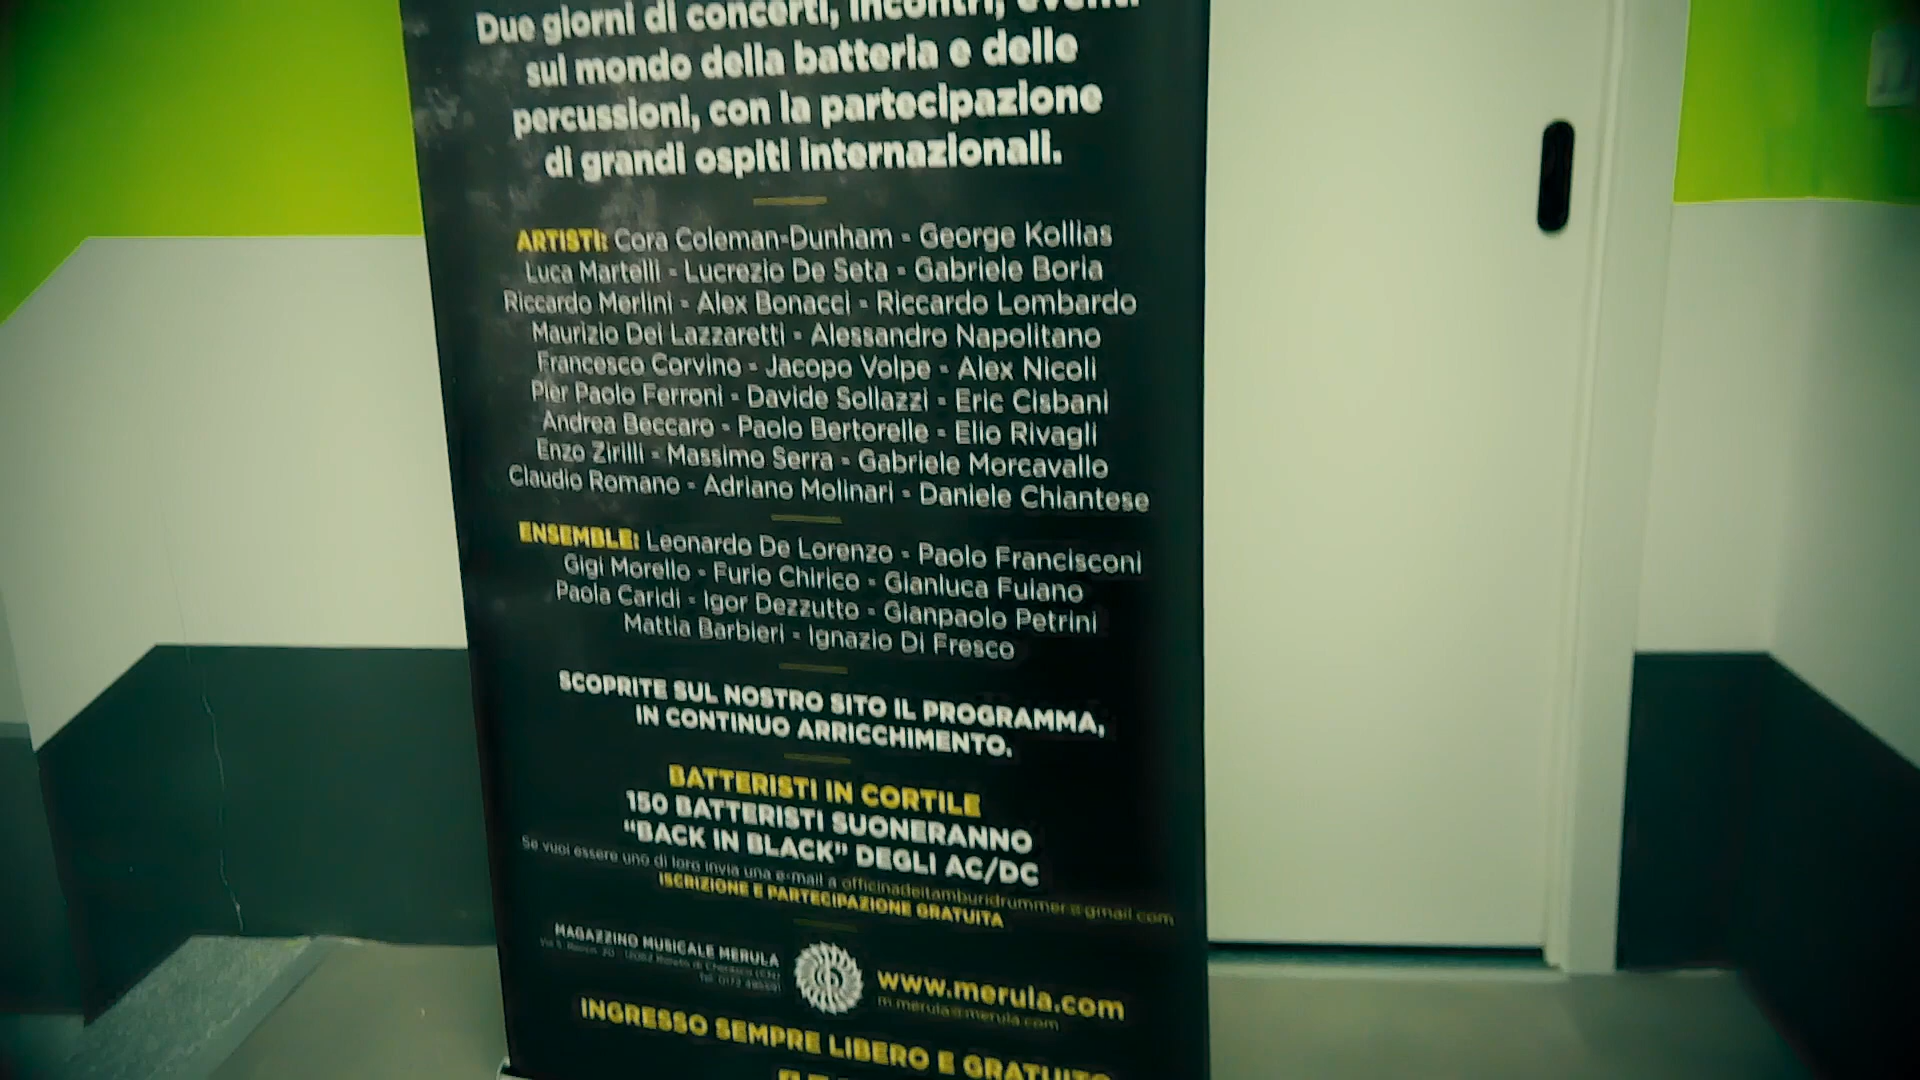 Due giorni di concerti, incontri, eventi
sul mondo della batteria e delle
percussioni, con la partecipazione
di grandi ospiti internazionali.
ARTISTI: Cora Coleman-Dunham - George Kollias
Luca Martelli - Lucrezio De Seta - Gabriele Boria
Riccardo Merlini - Alex Bonacci - Riccardo Lombardo
Maurizio Dei Lazzaretti - Alessandro Napolitano
Francesco Corvino - Jacopo Volpe - Alex Nicoli
Pier Paolo Ferroni - Davide Sollazzi - Eric Cisbani
Andrea Beccaro - Paolo Bertorelle - Elio Rivagli
Enzo Zirilli - Massimo Serra - Gabriele Morcavallo
Claudio Romano - Adriano Molinari - Daniele Chiantese
ENSEMBLE: Leonardo De Lorenzo - Paolo Francisconi
Gigi Morello - Furio Chirico - Gianluca Fuiano
Paola Caridi - Igor Dezzutto - Gianpaolo Petrini
Mattia Barbieri - Ignazio Di Fresco
SCOPRITE SUL NOSTRO SITO IL PROGRAMMA,
IN CONTINUO ARRICCHIMENTO.
BATTERISTI IN CORTILE
150 BATTERISTI SUONERANNO
"BACK IN BLACK" DEGLI AC/DC
Se vuoi essere uno di loro invia una e-mail a officinadeitamburidrummer@gmail.com
ISCRIZIONE E PARTECIPAZIONE GRATUITA
MAGAZZINO MUSICALE MERULA
www.merula.com
m.merula@merula.com
INGRESSO SEMPRE LIBERO E GRATUITO